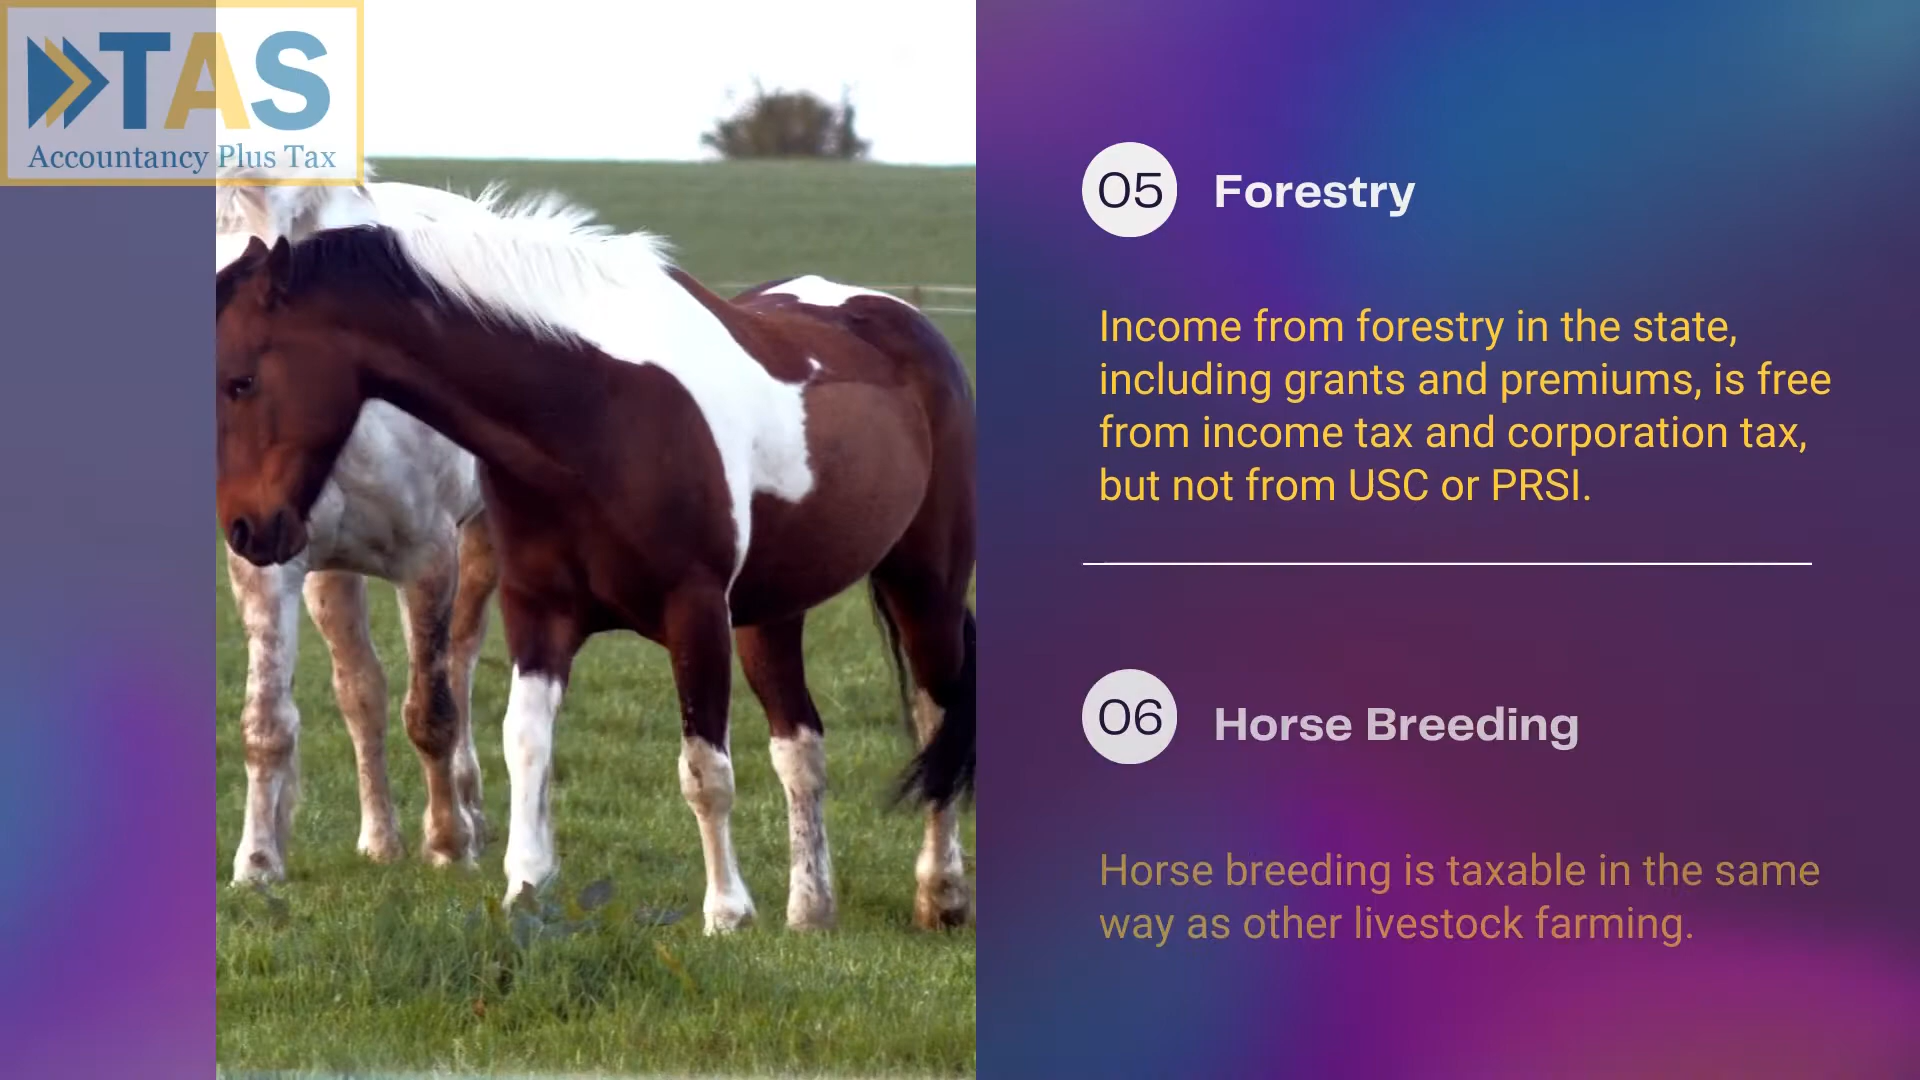 TAS
Accountancy Plus Tax
05
Forestry
Income from forestry in the state,
including grants and premiums, is free
from income tax and corporation tax,
but not from USC or PRSI.
06
Horse Breeding
Horse breeding is taxable in the same
way as other livestock farming.